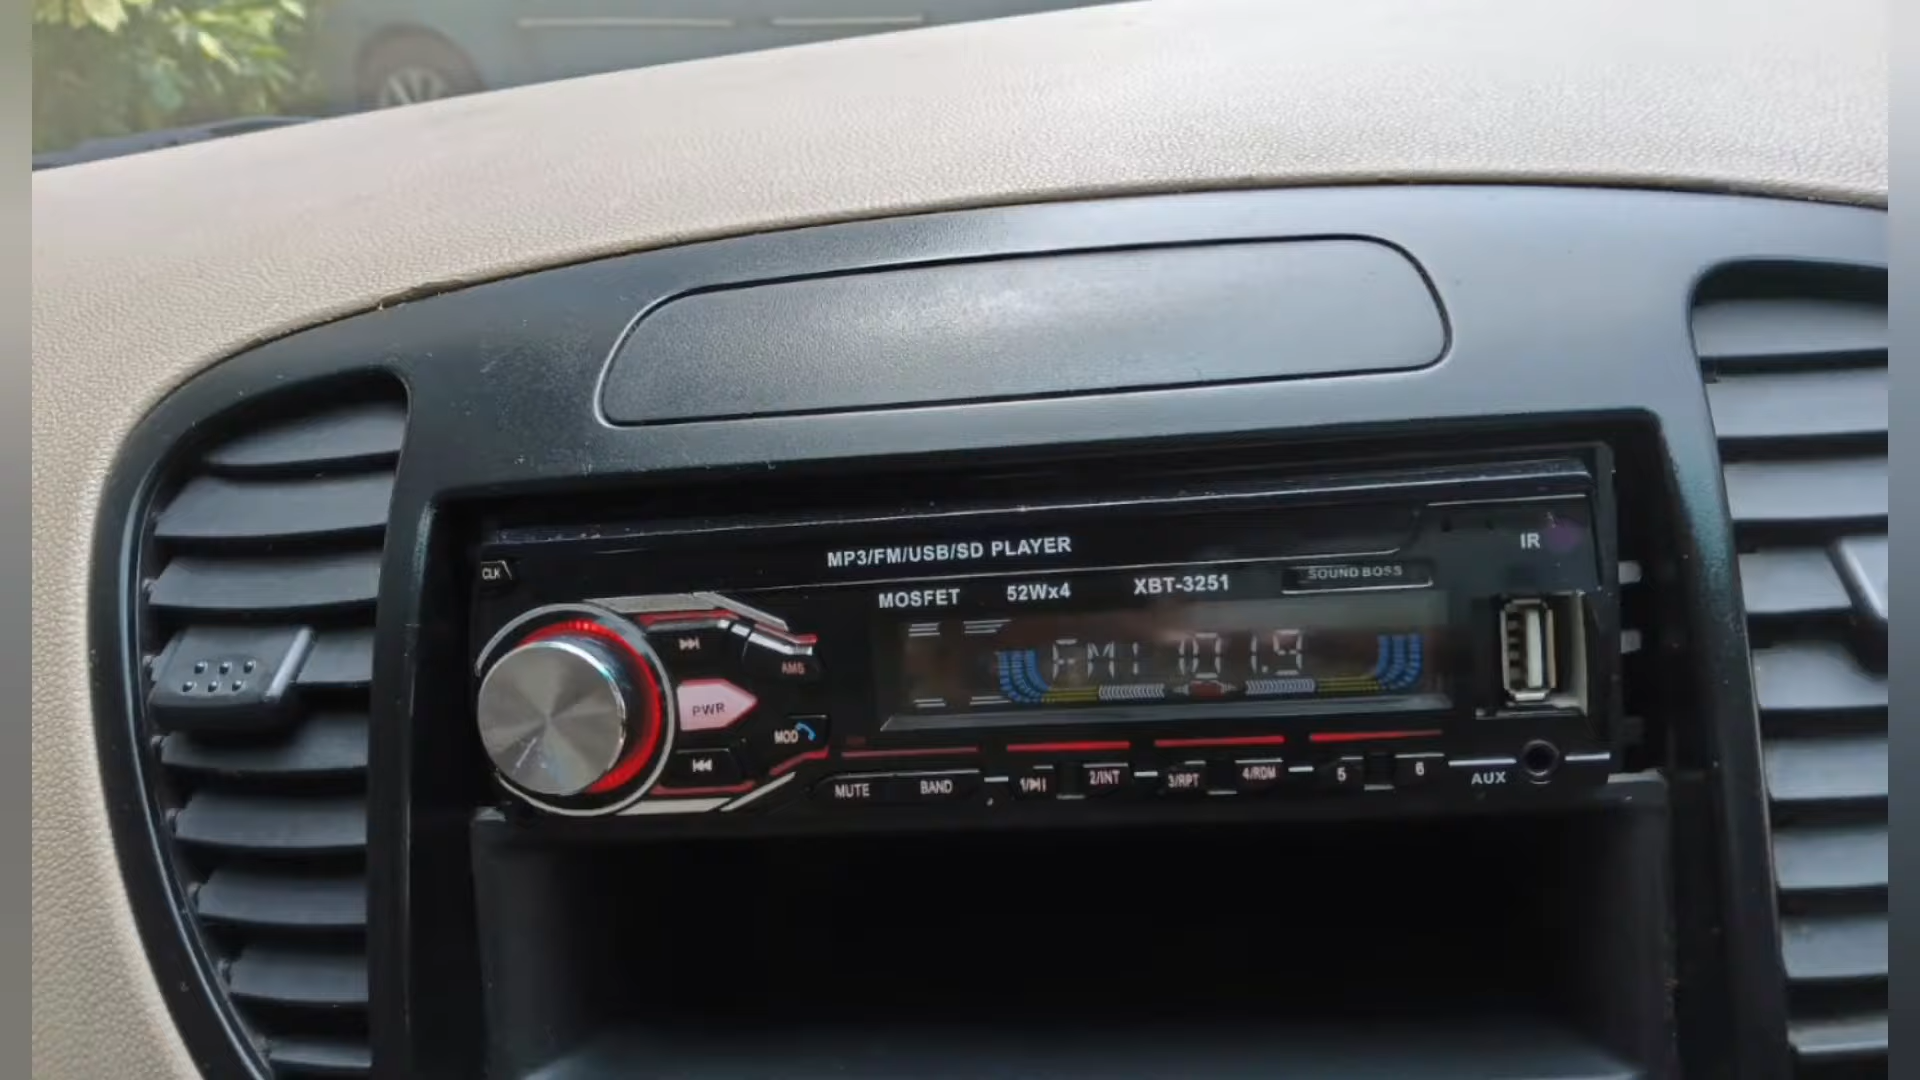 MP3/FM/USB/SD PLAYER
IR
CLK
MOSFET 52Wx4 XBT-3251 SOUND BOSS
AMS
FM1 101.9
PWR
MOD
MUTE BAND 1/▶II 2/INT 3/RPT 4/RDM 5 6 AUX